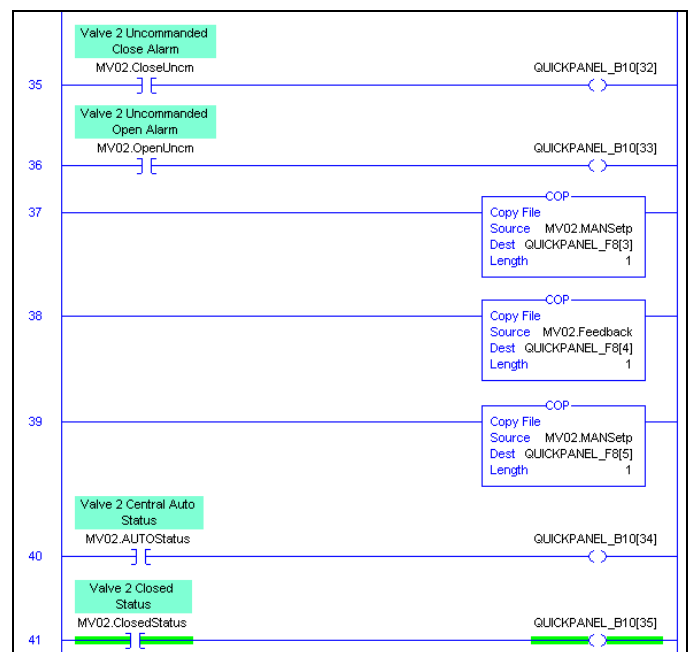 Valve 2 Uncommanded
Close Alarm
MV02.CloseUncm
QUICKPANEL_B10[32]
35
Valve 2 Uncommanded
Open Alarm
MV02.OpenUncm
QUICKPANEL_B10[33]
36
COP
37
Copy File
Source MV02.MANSetp
Dest QUICKPANEL_F8[3]
Length 1
COP
38
Copy File
Source MV02.Feedback
Dest QUICKPANEL_F8[4]
Length 1
COP
39
Copy File
Source MV02.MANSetp
Dest QUICKPANEL_F8[5]
Length 1
Valve 2 Central Auto
Status
MV02.AUTOStatus
QUICKPANEL_B10[34]
40
Valve 2 Closed
Status
MV02.ClosedStatus
QUICKPANEL_B10[35]
41